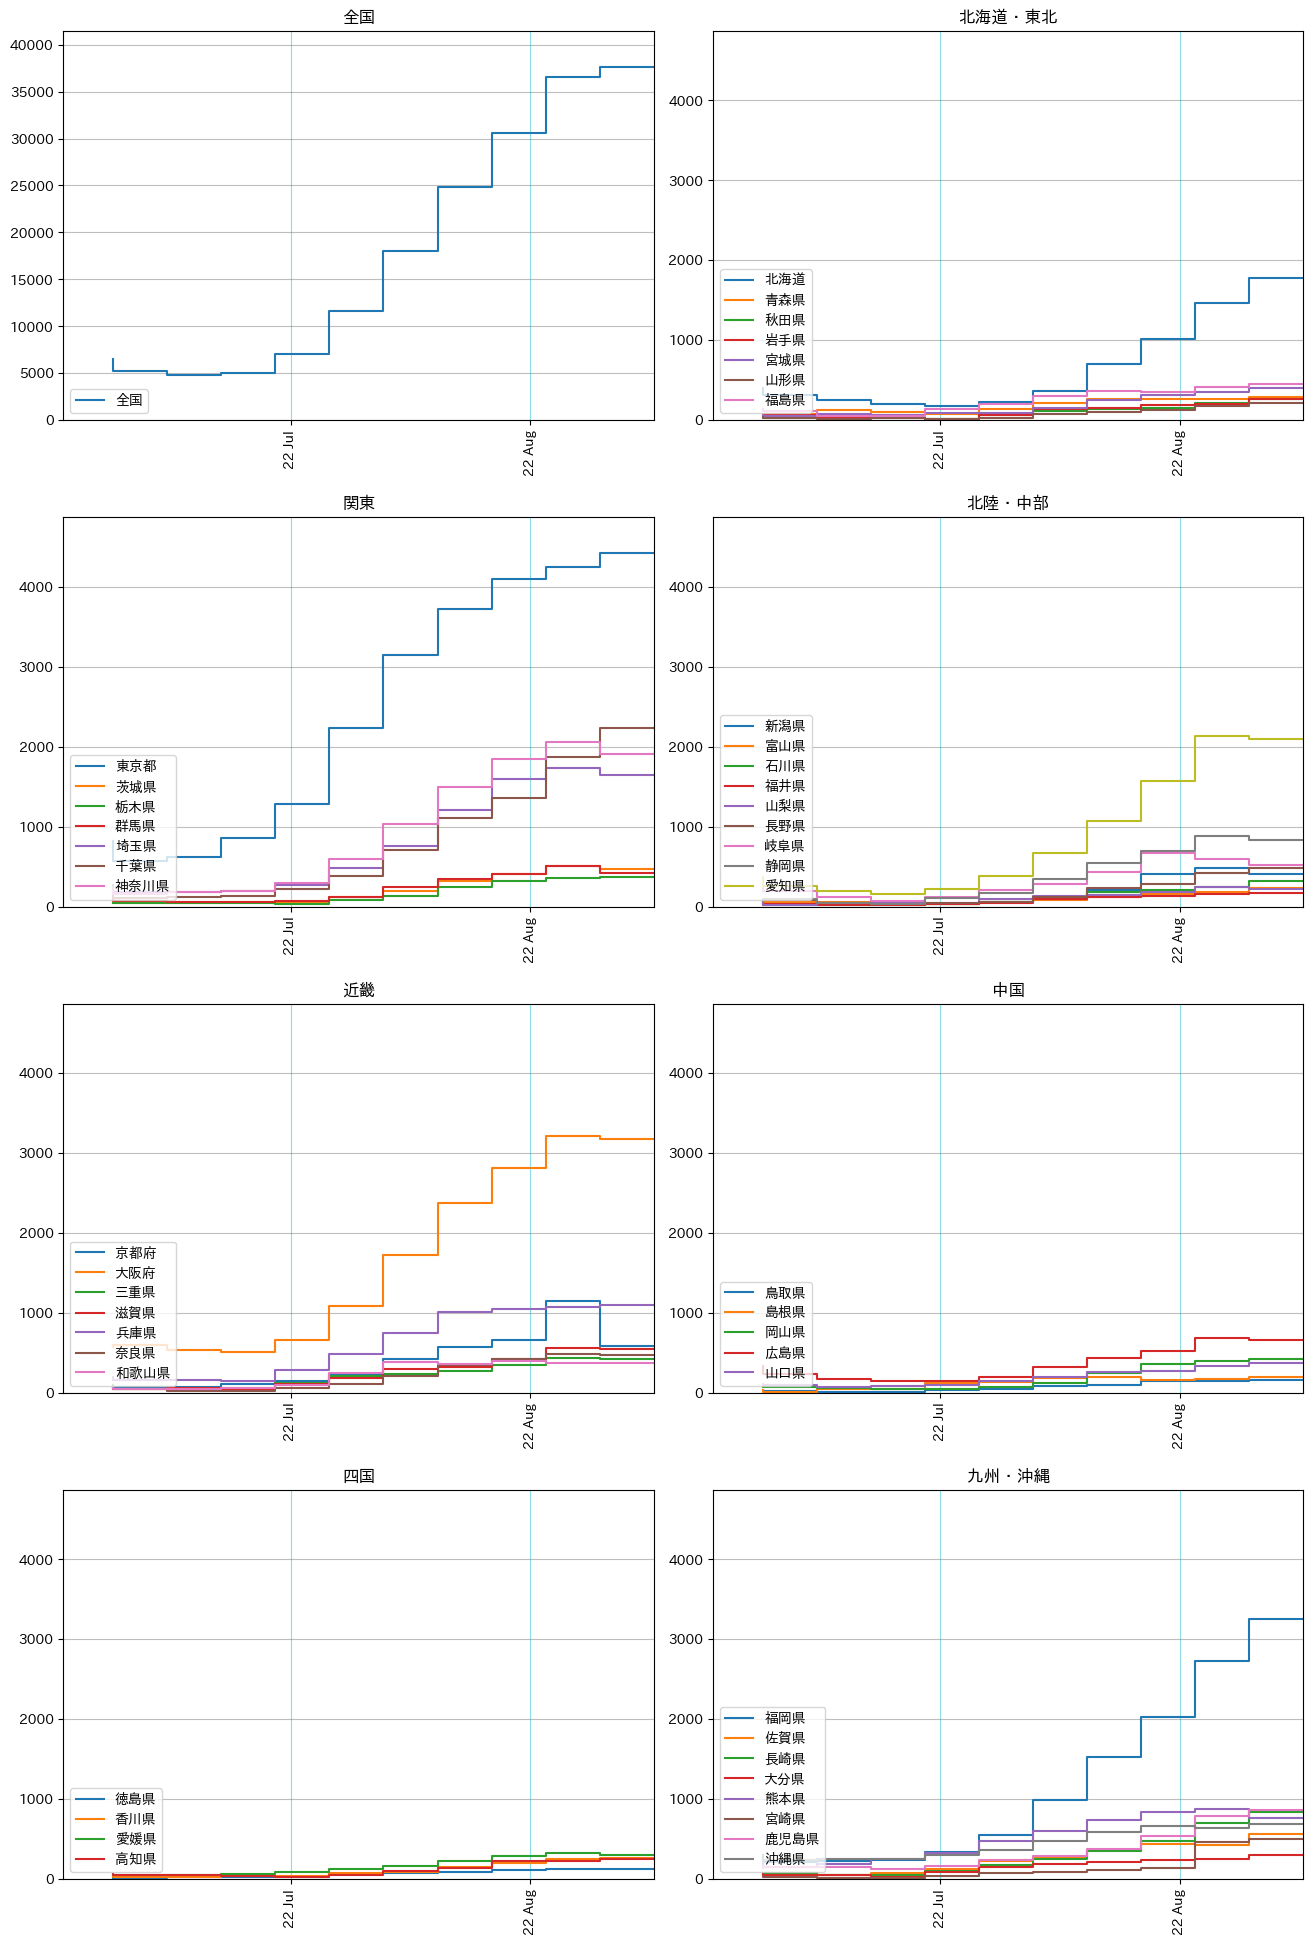 全国
40000
35000
30000
25000
20000
15000
10000
5000
0
全国
22 Jul
22 Aug
北海道・東北
4000
3000
2000
1000
0
北海道
青森県
秋田県
岩手県
宮城県
山形県
福島県
22 Jul
22 Aug
関東
4000
3000
2000
1000
0
東京都
茨城県
栃木県
群馬県
埼玉県
千葉県
神奈川県
22 Jul
22 Aug
北陸・中部
4000
3000
2000
1000
0
新潟県
富山県
石川県
福井県
山梨県
長野県
岐阜県
静岡県
愛知県
22 Jul
22 Aug
近畿
4000
3000
2000
1000
0
京都府
大阪府
三重県
滋賀県
兵庫県
奈良県
和歌山県
22 Jul
22 Aug
中国
4000
3000
2000
1000
0
鳥取県
島根県
岡山県
広島県
山口県
22 Jul
22 Aug
四国
4000
3000
2000
1000
0
徳島県
香川県
愛媛県
高知県
22 Jul
22 Aug
九州・沖縄
4000
3000
2000
1000
0
福岡県
佐賀県
長崎県
大分県
熊本県
宮崎県
鹿児島県
沖縄県
22 Jul
22 Aug